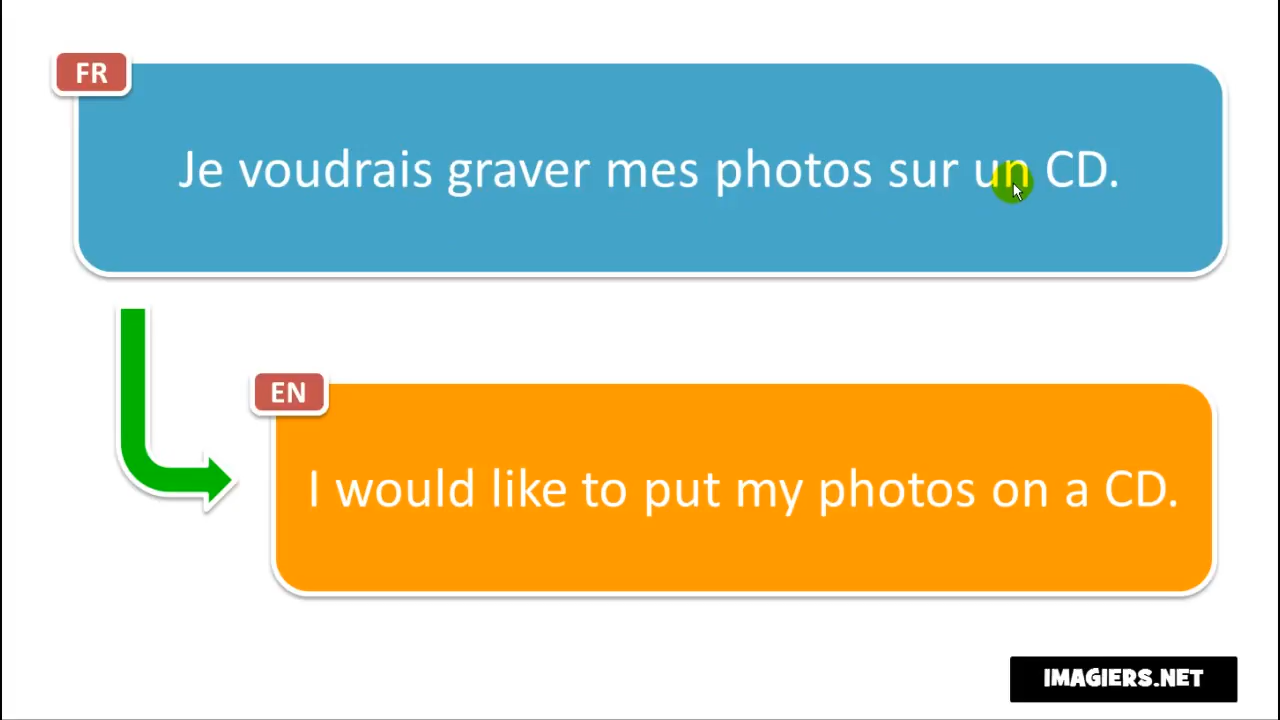 FR
Je voudrais graver mes photos sur un CD.
EN
I would like to put my photos on a CD.
IMAGIERS.NET